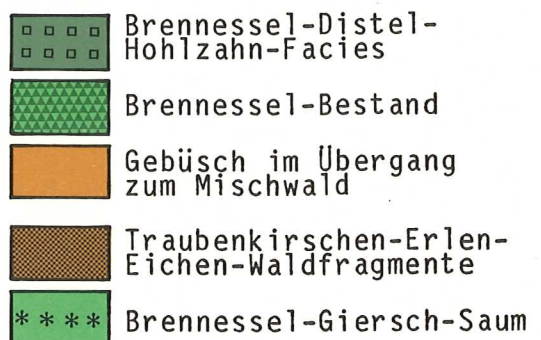 Brennessel-Distel-
Hohlzahn-Facies
Brennessel-Bestand
Gebüsch im Übergang
zum Mischwald
Traubenkirschen-Erlen-
Eichen-Waldfragmente
**** Brennessel-Giersch-Saum